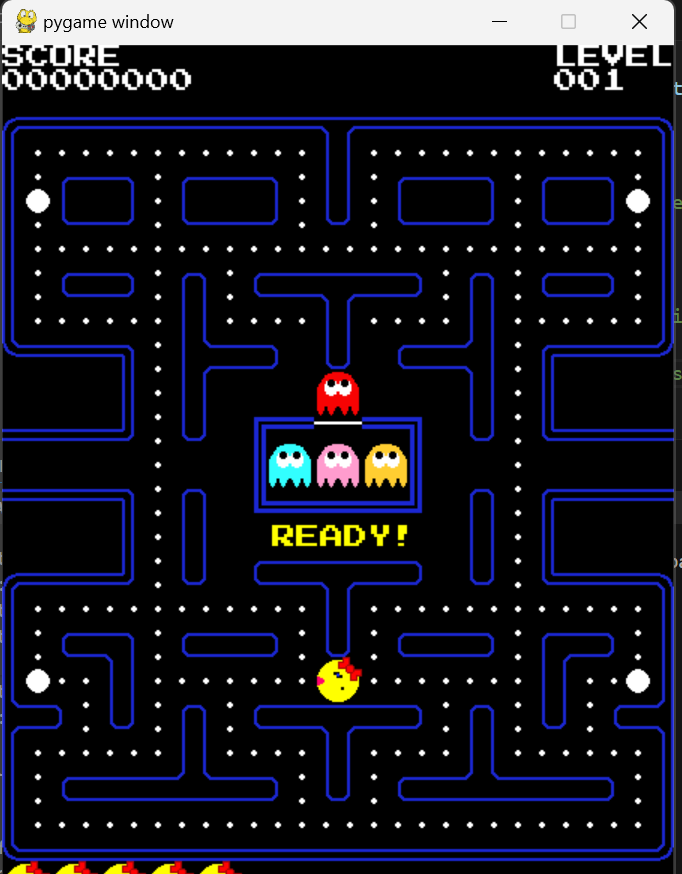 pygame window
SCORE LEVEL
00000000 001
READY!